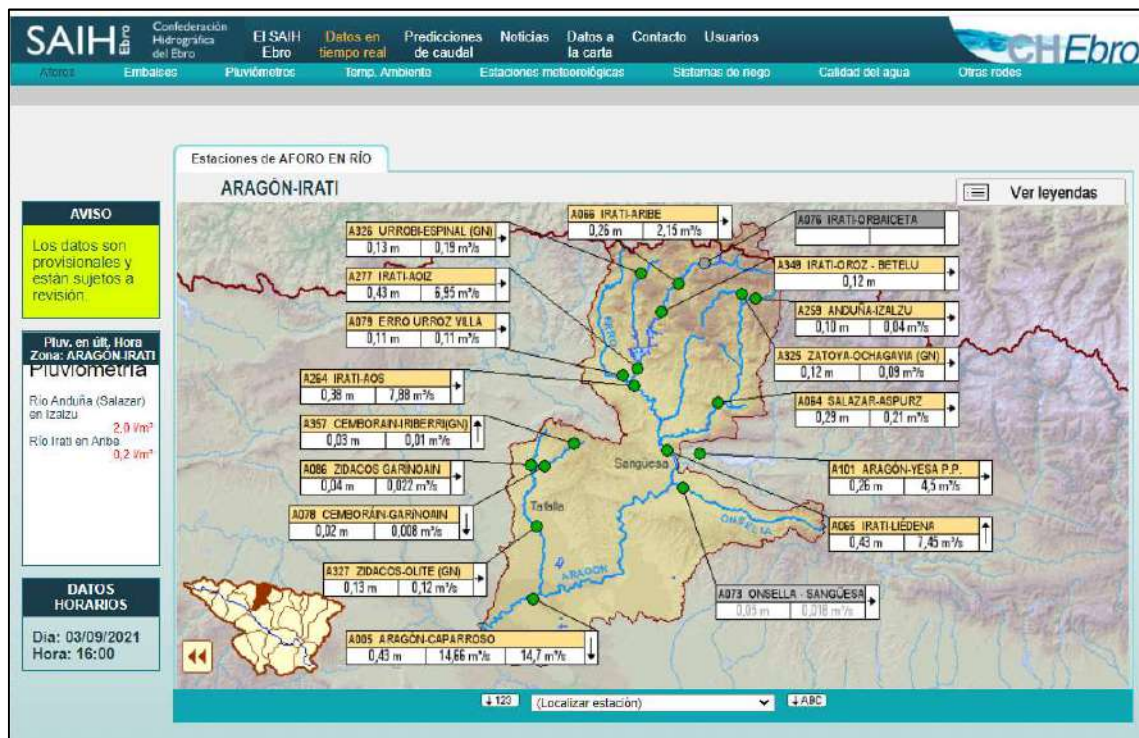 SAIH Ebro
Confederación
Hidrográfica
del Ebro
El SAIH
Ebro
Datos en
tiempo real
Predicciones
de caudal
Noticias
Datos a
la carta
Contacto
Usuarios
CHEbro
Aforos
Embalses
Pluviómetros
Temp. Ambiente
Estaciones meteorológicas
Sistemas de riego
Calidad del agua
Otras redes
Estaciones de AFORO EN RÍO
ARAGÓN-IRATI
Ver leyendas
AVISO
Los datos son
provisionales y
están sujetos a
revisión.
Pluv. en últ. Hora
Zona: ARAGÓN-IRATI
Pluviometría
Río Anduña (Salazar)
en Izalzu
2,0 l/m²
Río Irati en Aribe
0,2 l/m²
DATOS
HORARIOS
Día: 03/09/2021
Hora: 16:00
A066 IRATI-ARIBE
0,26 m 2,15 m³/s
A076 IRATI-ORBAICETA
A326 URROBI-ESPINAL (GN)
0,13 m 0,19 m³/s
A349 IRATI-OROZ - BETELU
0,12 m
A277 IRATI-AOIZ
0,43 m 6,95 m³/s
A259 ANDUÑA-IZALZU
0,10 m 0,04 m³/s
A079 ERRO URROZ VILLA
0,11 m 0,11 m³/s
A325 ZATOYA-OCHAGAVIA (GN)
0,12 m 0,09 m³/s
A264 IRATI-AOS
0,38 m 7,88 m³/s
A064 SALAZAR-ASPURZ
0,29 m 0,21 m³/s
A357 CEMBORAIN-IRIBERRI(GN)
0,03 m 0,01 m³/s
A086 ZIDACOS GARÍNOAIN
0,04 m 0,022 m³/s
A101 ARAGÓN-YESA P.P.
0,26 m 4,5 m³/s
A078 CEMBORÁIN-GARÍNOAIN
0,02 m 0,008 m³/s
A065 IRATI-LIÉDENA
0,43 m 7,45 m³/s
A327 ZIDACOS-OLITE (GN)
0,13 m 0,12 m³/s
A073 ONSELLA - SANGÜESA
0,05 m 0,018 m³/s
A005 ARAGÓN-CAPARROSO
0,43 m 14,66 m³/s 14,7 m³/s
ERRO
Sangüesa
Tafalla
ONSELLA
ARAGON
123
(Localizar estación)
ABC